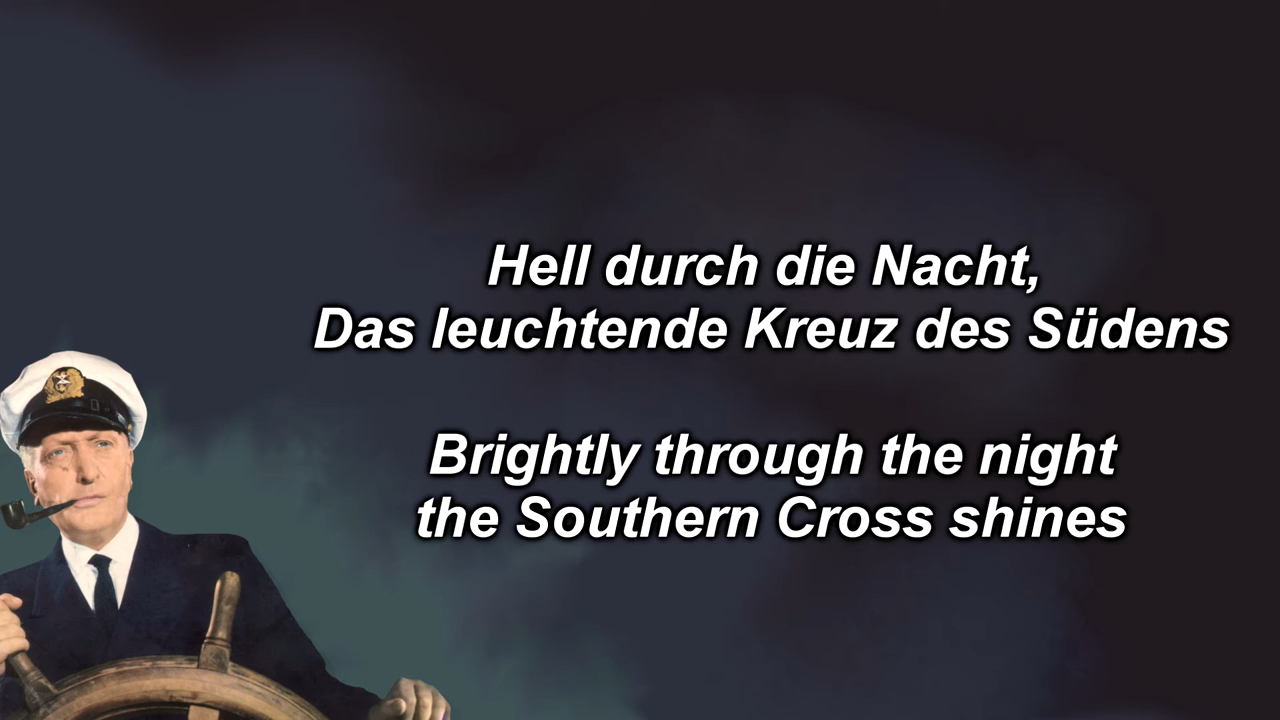 Hell durch die Nacht,
Das leuchtende Kreuz des Südens
Brightly through the night
the Southern Cross shines